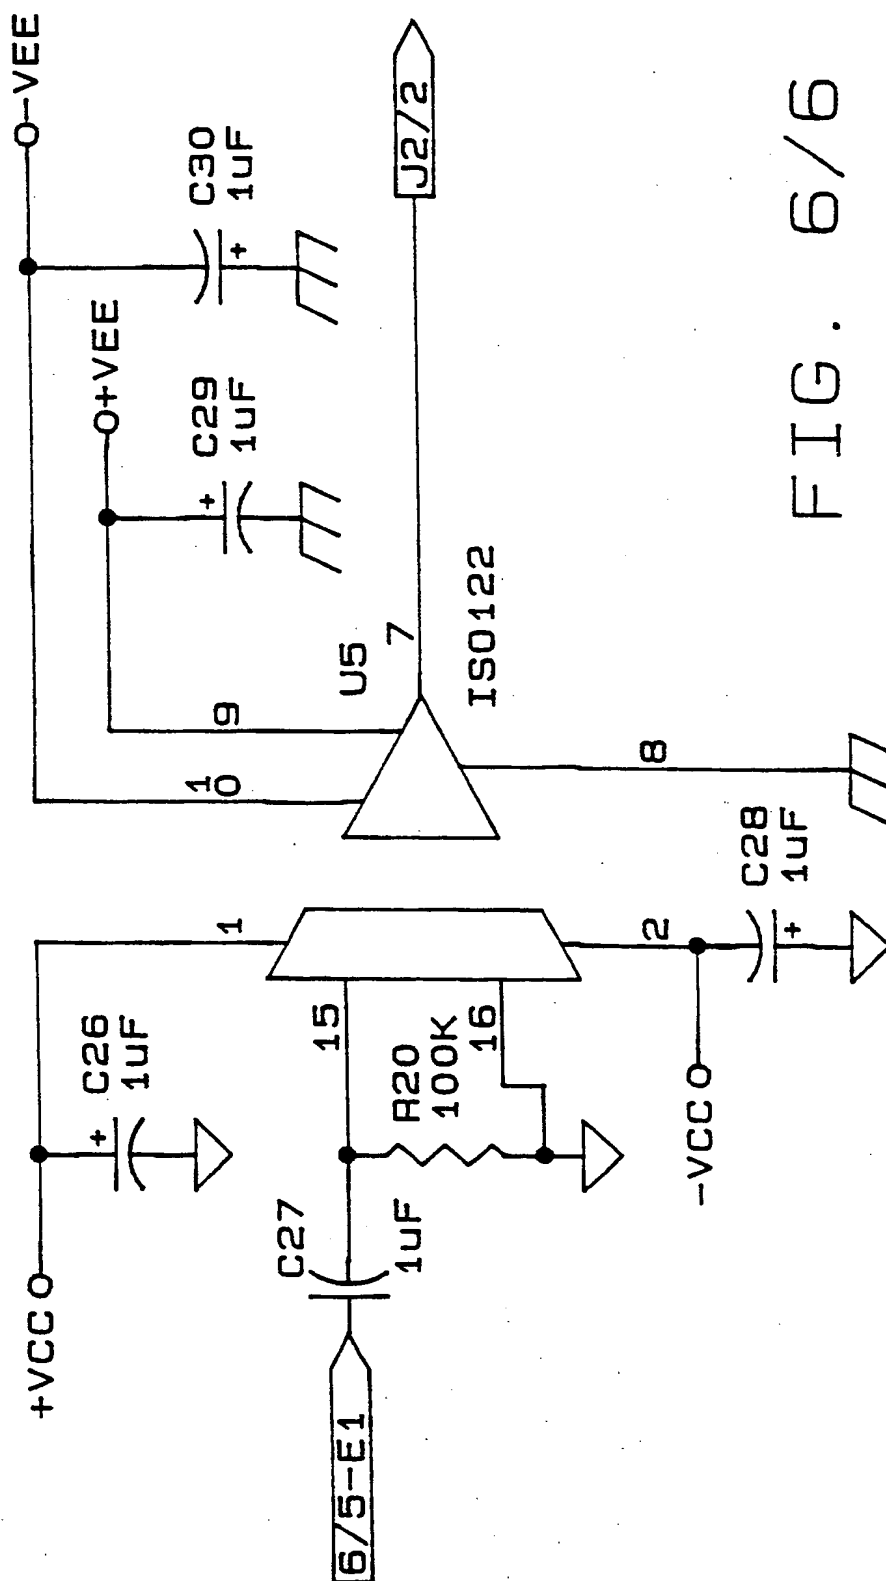 O-VEE
C30
1uF
O+VEE
C29
1uF
J2/2
U5
7
ISO122
9
10
8
1
2
15
16
C26
1uF
R20
100K
C28
1uF
+VCC O
-VCC O
C27
1uF
6/5-E1
FIG. 6/6